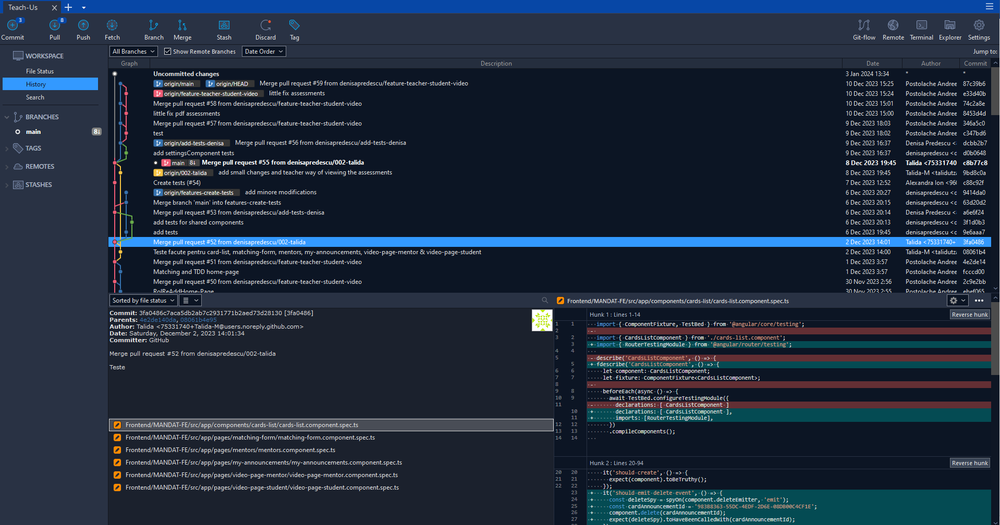 Teach-Us
3
8
Commit
Pull
Push
Fetch
Branch
Merge
Stash
Discard
Tag
Git-flow
Remote
Terminal
Explorer
Settings
WORKSPACE
File Status
History
Search
BRANCHES
main 8↓
TAGS
REMOTES
STASHES
All Branches
Show Remote Branches
Date Order
Jump to:
Graph Description Date Author Commit
Uncommitted changes 3 Jan 2024 13:34 * *
origin/main origin/HEAD Merge pull request #59 from denisapredescu/feature-teacher-student-video 10 Dec 2023 15:25 Postolache Andree 87c39b6
origin/feature-teacher-student-video little fix assessments 10 Dec 2023 15:24 Postolache Andree e33d40b
Merge pull request #58 from denisapredescu/feature-teacher-student-video 10 Dec 2023 15:01 Postolache Andree 74c2a8e
little fix pdf assessments 10 Dec 2023 15:00 Postolache Andree 8453d4d
Merge pull request #57 from denisapredescu/feature-teacher-student-video 9 Dec 2023 18:03 Postolache Andree 346a5c0
test 9 Dec 2023 18:02 Postolache Andree c347bd6
origin/add-tests-denisa Merge pull request #56 from denisapredescu/add-tests-denisa 9 Dec 2023 16:37 Denisa Predescu < dcbb2b7
add settingsComponent tests 9 Dec 2023 16:37 denisapredescu <c d0b0648
main 8↓ Merge pull request #55 from denisapredescu/002-talida 8 Dec 2023 19:45 Talida <75331740 c8b77c8
origin/002-talida add small changes and teacher way of viewing the assessments 8 Dec 2023 19:45 Talida-M <talidutz 9bd8c0a
Create tests (#54) 7 Dec 2023 12:52 Alexandra Ion <96 c88c92f
origin/features-create-tests add minore modifications 6 Dec 2023 20:27 denisapredescu <c 9414da0
Merge branch 'main' into features-create-tests 6 Dec 2023 20:15 denisapredescu <c 63d20d2
Merge pull request #53 from denisapredescu/add-tests-denisa 6 Dec 2023 20:14 Denisa Predescu < a6e6f24
add tests for shared components 6 Dec 2023 20:13 denisapredescu <c 3f1d0b3
add tests 6 Dec 2023 19:45 denisapredescu <c 9e6aaa7
Merge pull request #52 from denisapredescu/002-talida 2 Dec 2023 14:01 Talida <75331740+ 3fa0486
Teste facute pentru card-list, matching-form, mentors, my-announcements, video-page-mentor & video-page-student 2 Dec 2023 14:00 Talida-M <talidutz 08061b4
Merge pull request #51 from denisapredescu/feature-teacher-student-video 1 Dec 2023 3:57 Postolache Andree 4e2de14
Matching and TDD home-page 1 Dec 2023 3:57 Postolache Andree fcccd00
Merge pull request #50 from denisapredescu/feature-teacher-student-video 30 Nov 2023 2:56 Postolache Andree 2c9e2bb
RolReAddHome-Page 30 Nov 2023 2:55 Postolache Andree ebef065
Sorted by file status
Commit: 3fa0486c7aca5db2ab7c2931771b2aed73d28130 [3fa0486]
Parents: 4e2de140da, 08061b4e95
Author: Talida <75331740+Talida-M@users.noreply.github.com>
Date: Saturday, December 2, 2023 14:01:34
Committer: GitHub
Merge pull request #52 from denisapredescu/002-talida
Teste
Frontend/MANDAT-FE/src/app/components/cards-list/cards-list.component.spec.ts
Frontend/MANDAT-FE/src/app/pages/matching-form/matching-form.component.spec.ts
Frontend/MANDAT-FE/src/app/pages/mentors/mentors.component.spec.ts
Frontend/MANDAT-FE/src/app/pages/my-announcements/my-announcements.component.spec.ts
Frontend/MANDAT-FE/src/app/pages/video-page-mentor/video-page-mentor.component.spec.ts
Frontend/MANDAT-FE/src/app/pages/video-page-student/video-page-student.component.spec.ts
Frontend/MANDAT-FE/src/app/components/cards-list/cards-list.component.spec.ts
Hunk 1 : Lines 1-14 Reverse hunk
1 1 import { ComponentFixture, TestBed } from '@angular/core/testing';
2 -
3 2 import { CardsListComponent } from './cards-list.component';
3 + import { RouterTestingModule } from '@angular/router/testing';
4 4
5 - describe('CardsListComponent', () => {
5 + fdescribe('CardsListComponent', () => {
6 6 let component: CardsListComponent;
7 7 let fixture: ComponentFixture<CardsListComponent>;
8 -
9 8 beforeEach(async () => {
10 9 await TestBed.configureTestingModule({
11 - declarations: [ CardsListComponent ]
10 + declarations: [ CardsListComponent ],
11 + imports: [RouterTestingModule],
12 12 })
13 13 .compileComponents();
14 14
Hunk 2 : Lines 20-94 Reverse hunk
20 20 it('should create', () => {
21 21 expect(component).toBeTruthy();
22 22 });
23 + it('should emit delete event', () => {
24 + const deleteSpy = spyOn(component.deleteEmitter, 'emit');
25 + const cardAnnouncementId = '983B8363-55DC-4EDF-2D6E-08DB00C4CF1E';
26 + component.delete(cardAnnouncementId);
27 + expect(deleteSpy).toHaveBeenCalledWith(cardAnnouncementId);